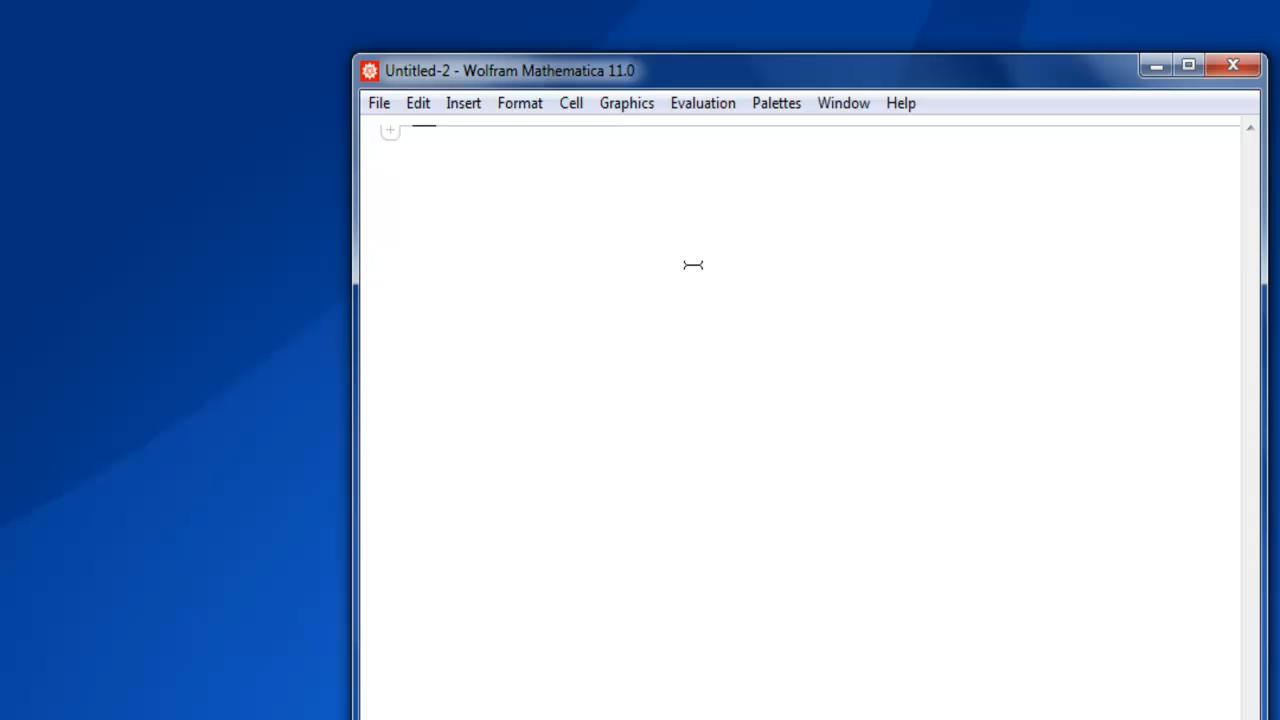 Untitled-2 - Wolfram Mathematica 11.0
File Edit Insert Format Cell Graphics Evaluation Palettes Window Help